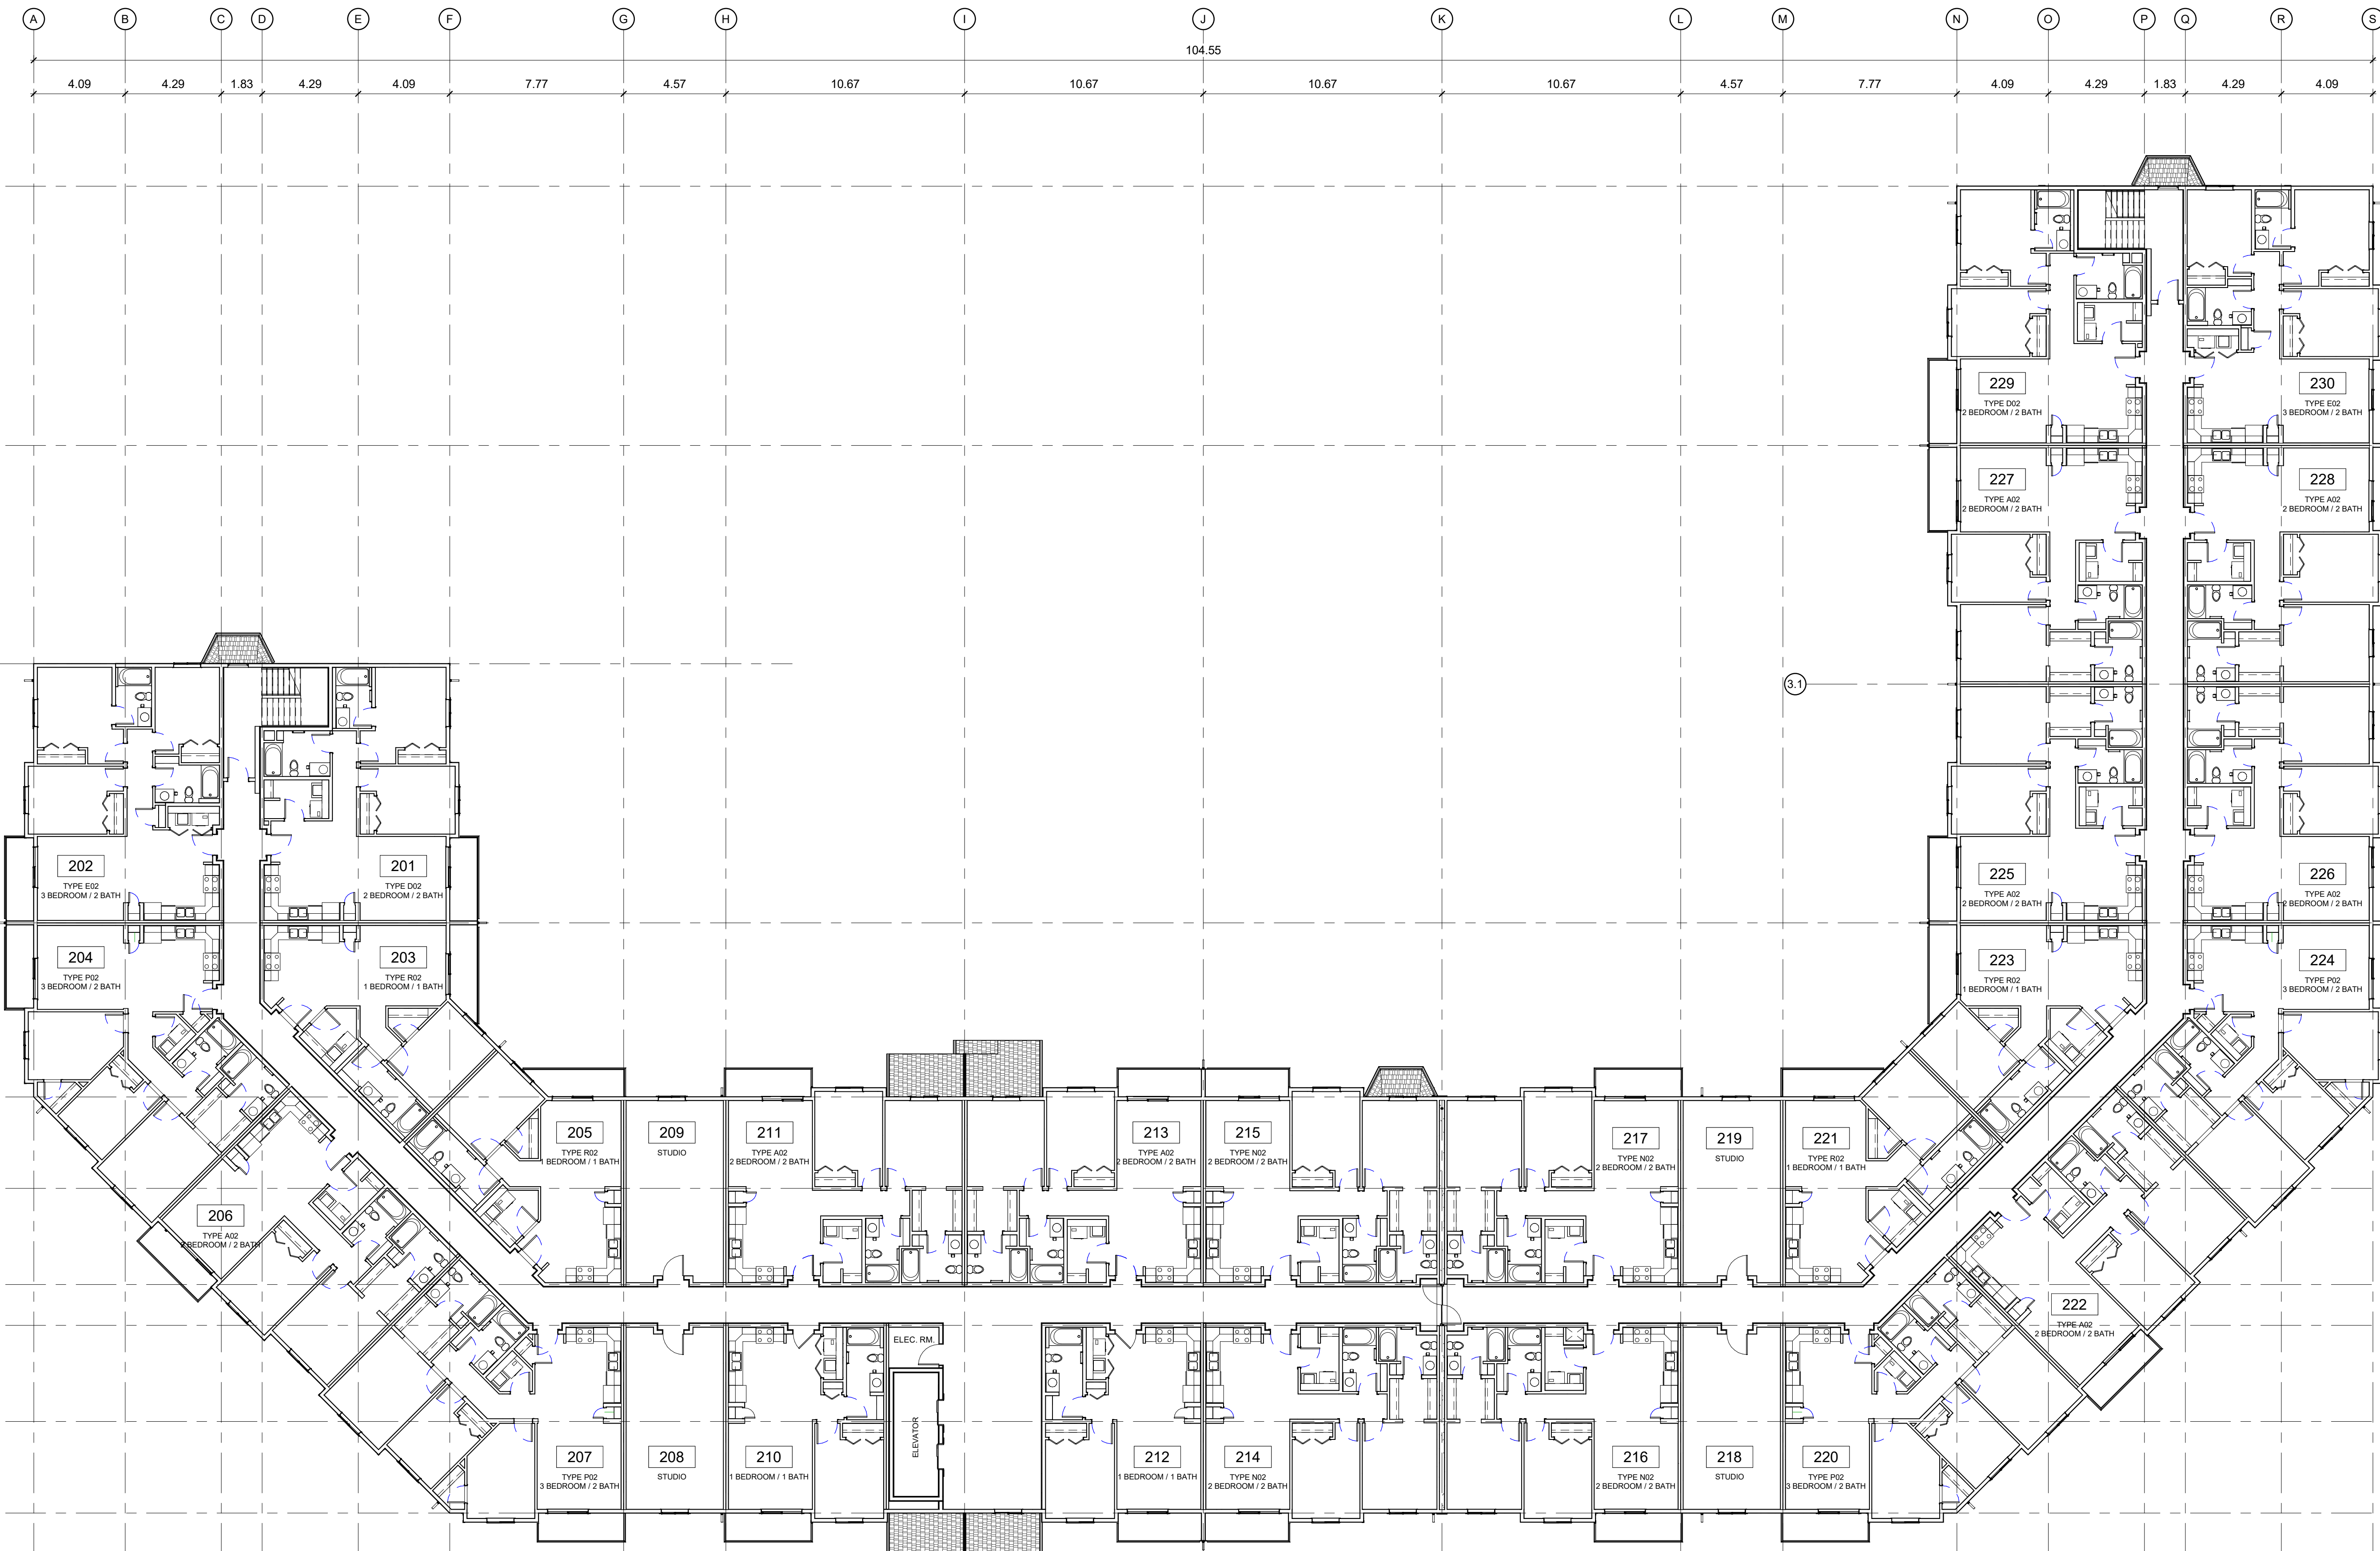 A B C D E F G H I J K L M N O P Q R S
104.55
4.09 4.29 1.83 4.29 4.09 7.77 4.57 10.67 10.67 10.67 10.67 4.57 7.77 4.09 4.29 1.83 4.29 4.09
229
TYPE D02
2 BEDROOM / 2 BATH
230
TYPE E02
3 BEDROOM / 2 BATH
227
TYPE A02
2 BEDROOM / 2 BATH
228
TYPE A02
2 BEDROOM / 2 BATH
3.1
202
TYPE E02
3 BEDROOM / 2 BATH
201
TYPE D02
2 BEDROOM / 2 BATH
225
TYPE A02
2 BEDROOM / 2 BATH
226
TYPE A02
2 BEDROOM / 2 BATH
204
TYPE P02
3 BEDROOM / 2 BATH
203
TYPE R02
1 BEDROOM / 1 BATH
223
TYPE R02
1 BEDROOM / 1 BATH
224
TYPE P02
3 BEDROOM / 2 BATH
205
TYPE R02
1 BEDROOM / 1 BATH
209
STUDIO
211
TYPE A02
2 BEDROOM / 2 BATH
213
TYPE A02
2 BEDROOM / 2 BATH
215
TYPE N02
2 BEDROOM / 2 BATH
217
TYPE N02
2 BEDROOM / 2 BATH
219
STUDIO
221
TYPE R02
1 BEDROOM / 1 BATH
206
TYPE A02
BEDROOM / 2 BATH
222
TYPE A02
2 BEDROOM / 2 BATH
ELEC. RM.
ELEVATOR
207
TYPE P02
3 BEDROOM / 2 BATH
208
STUDIO
210
1 BEDROOM / 1 BATH
212
1 BEDROOM / 1 BATH
214
TYPE N02
2 BEDROOM / 2 BATH
216
TYPE N02
2 BEDROOM / 2 BATH
218
STUDIO
220
TYPE P02
3 BEDROOM / 2 BATH